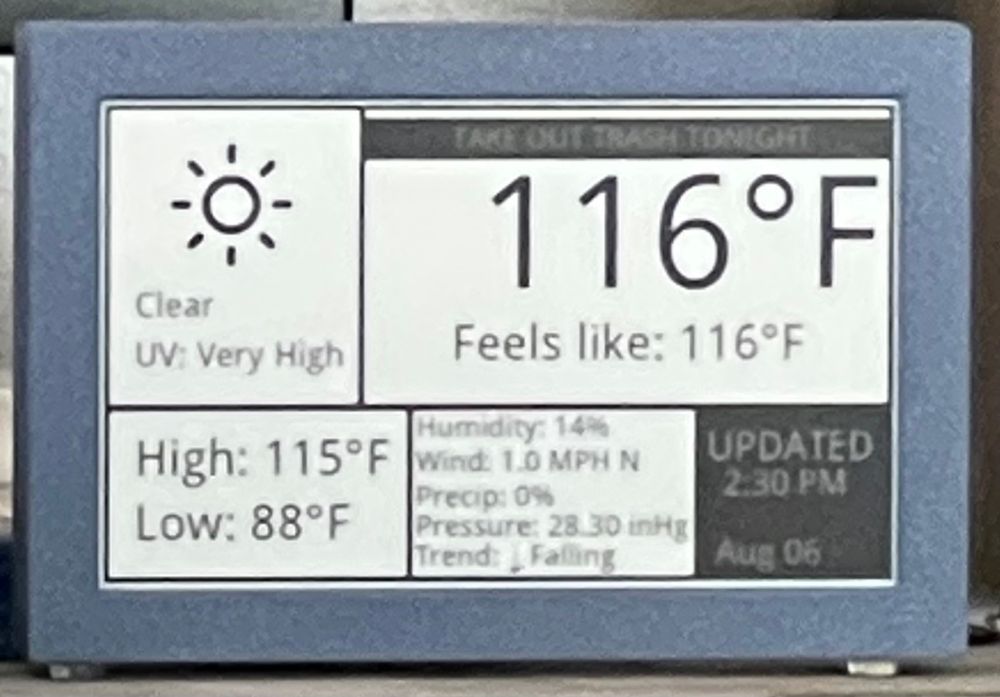 TAKE OUT TRASH TONIGHT
116°F
Feels like: 116°F
Clear
UV: Very High
High: 115°F
Low: 88°F
Humidity: 14%
Wind: 1.0 MPH N
Precip: 0%
Pressure: 28.30 inHg
Trend: ↓ Falling
UPDATED
2:30 PM
Aug 06